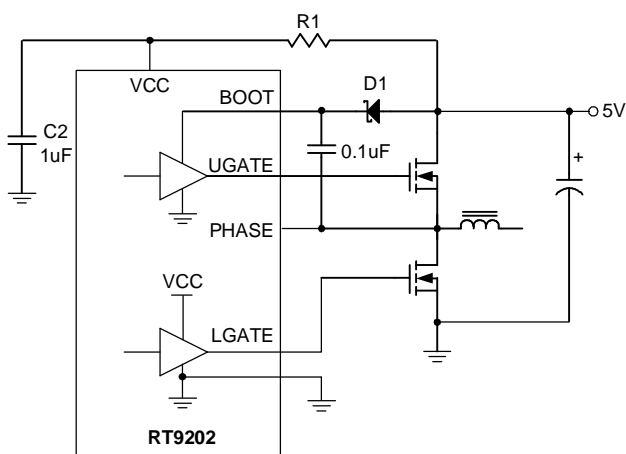 R1
VCC
D1
BOOT
5V
C2
1uF
0.1uF
+
UGATE
PHASE
VCC
LGATE
RT9202